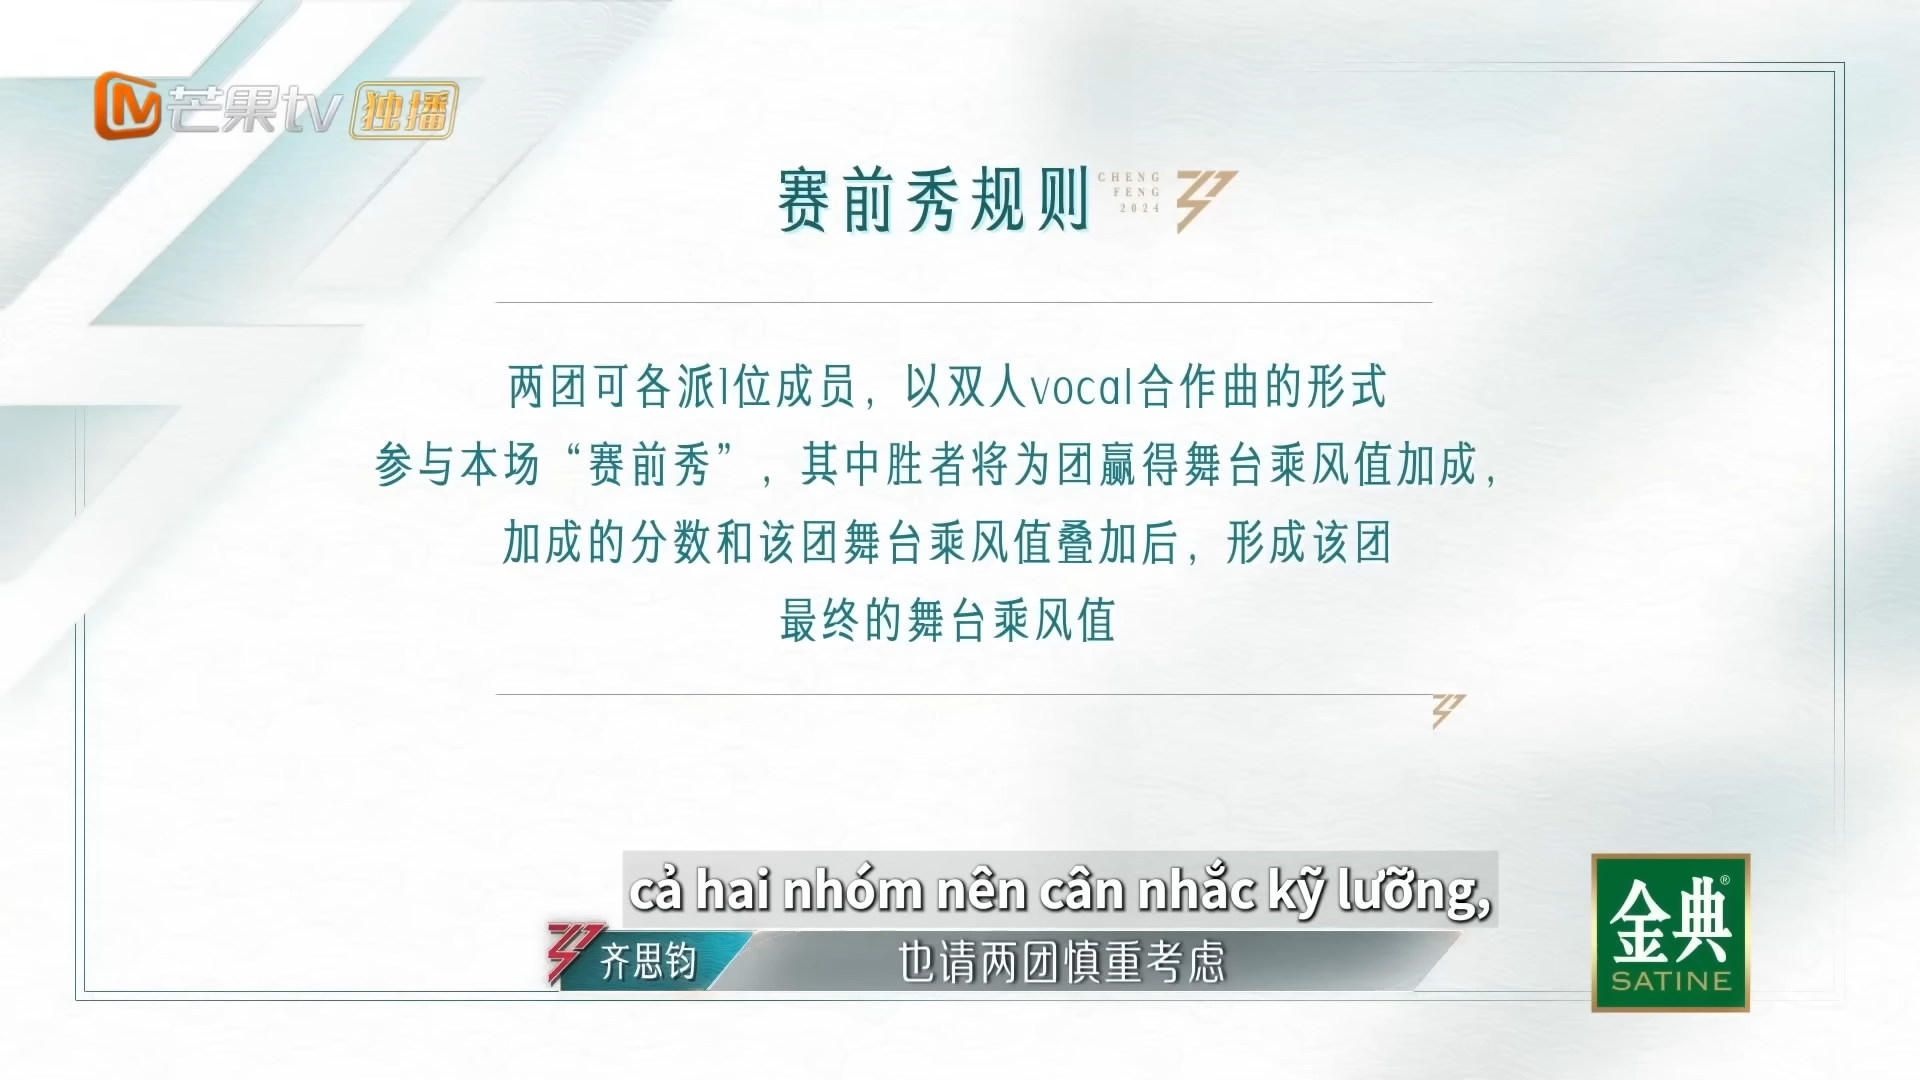 芒果tv 独播
赛前秀规则
CHENG
FENG
2024
两团可各派1位成员，以双人vocal合作曲的形式
参与本场“赛前秀”，其中胜者将为团赢得舞台乘风值加成，
加成的分数和该团舞台乘风值叠加后，形成该团
最终的舞台乘风值
cả hai nhóm nên cân nhắc kỹ lưỡng,
齐思钧 也请两团慎重考虑
金典®
SATINE